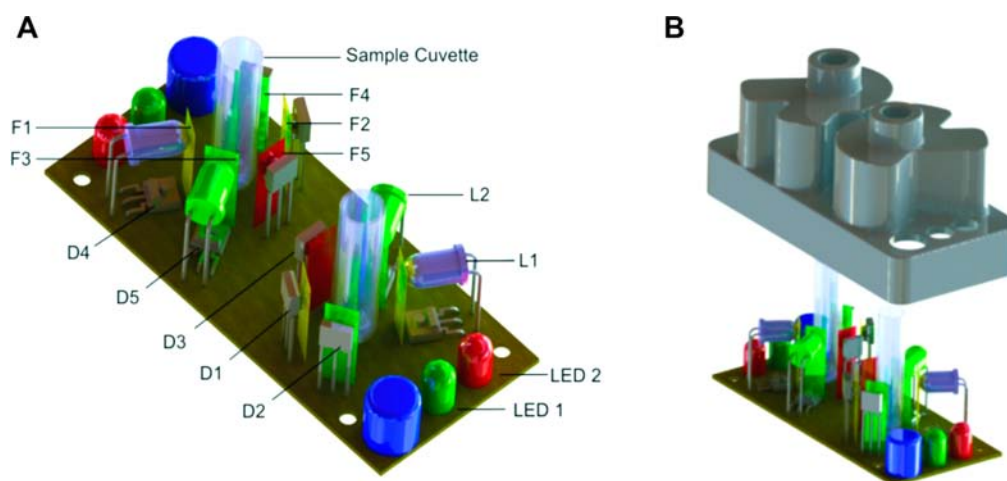 A
B
Sample Cuvette
F4
F1
F2
F3
F5
L2
D4
L1
D5
D3
D1
LED 2
D2
LED 1